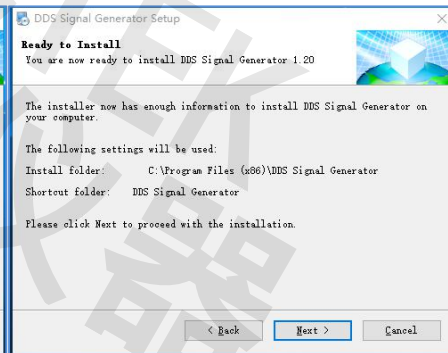 DDS Signal Generator Setup
Ready to Install
You are now ready to install DDS Signal Generator 1.20
The installer now has enough information to install DDS Signal Generator on
your computer.
The following settings will be used:
Install folder: C:\Program Files (x86)\DDS Signal Generator
Shortcut folder: DDS Signal Generator
Please click Next to proceed with the installation.
< Back Next > Cancel